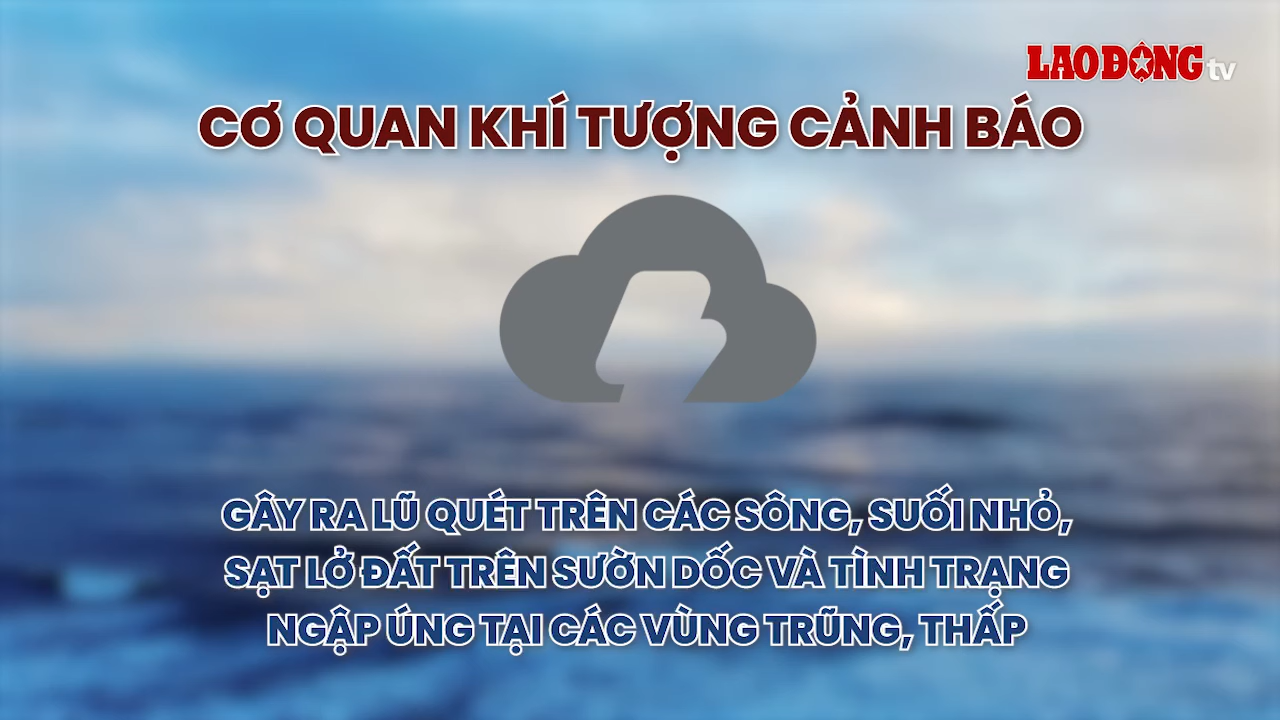 LAO ĐỘNG tv
CƠ QUAN KHÍ TƯỢNG CẢNH BÁO
GÂY RA LŨ QUÉT TRÊN CÁC SÔNG, SUỐI NHỎ,
SẠT LỞ ĐẤT TRÊN SƯỜN DỐC VÀ TÌNH TRẠNG
NGẬP ÚNG TẠI CÁC VÙNG TRŨNG, THẤP